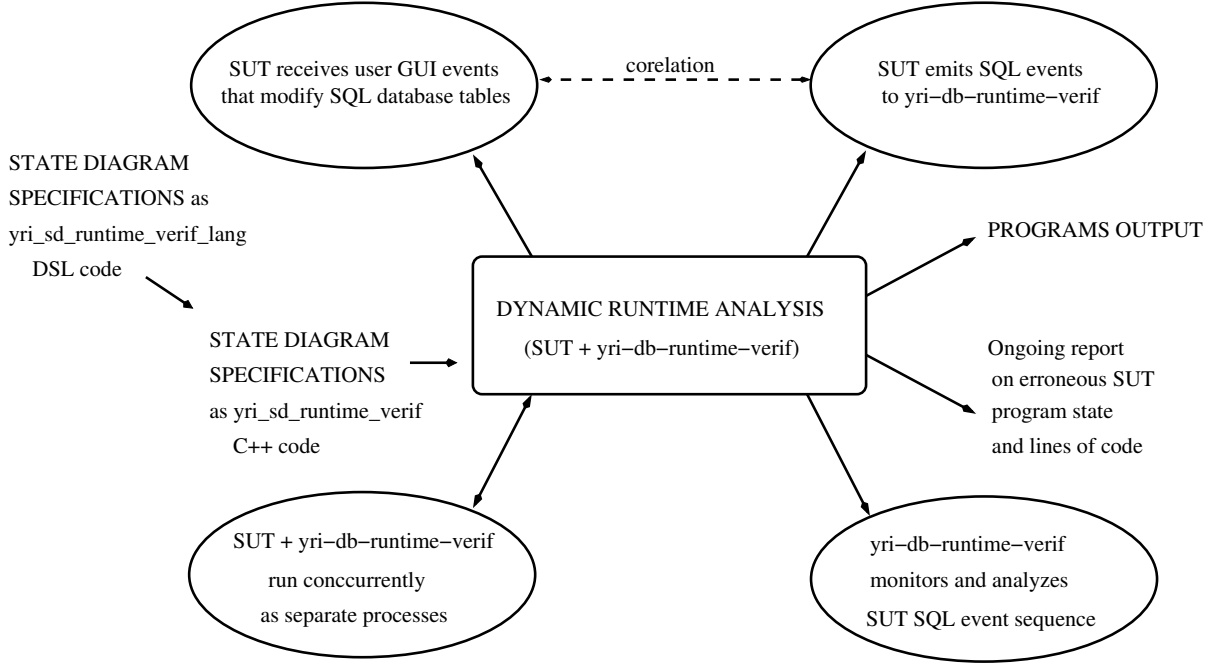 SUT receives user GUI events
that modify SQL database tables
corelation
SUT emits SQL events
to yri−db−runtime−verif
STATE DIAGRAM
SPECIFICATIONS as
yri_sd_runtime_verif_lang
DSL code
STATE DIAGRAM
SPECIFICATIONS
as yri_sd_runtime_verif
C++ code
DYNAMIC RUNTIME ANALYSIS
(SUT + yri−db−runtime−verif)
PROGRAMS OUTPUT
Ongoing report
on erroneous SUT
program state
and lines of code
SUT + yri−db−runtime−verif
run conccurrently
as separate processes
yri−db−runtime−verif
monitors and analyzes
SUT SQL event sequence